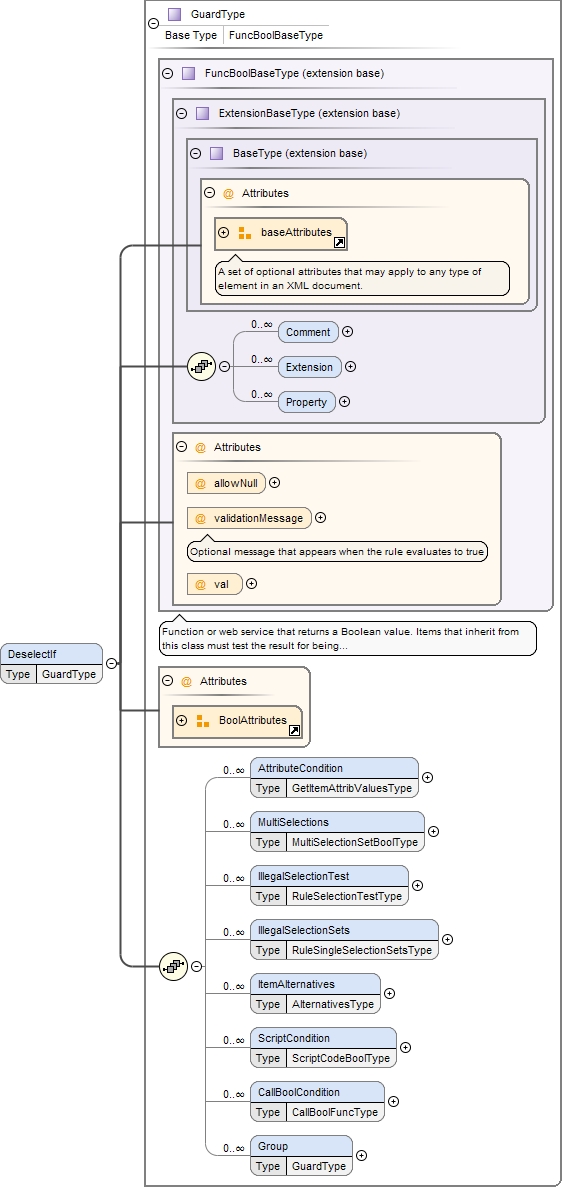 GuardType
Base Type FuncBoolBaseType
FuncBoolBaseType (extension base)
ExtensionBaseType (extension base)
BaseType (extension base)
@ Attributes
baseAttributes
A set of optional attributes that may apply to any type of
element in an XML document.
0..∞
Comment
0..∞
Extension
0..∞
Property
@ Attributes
@ allowNull
@ validationMessage
Optional message that appears when the rule evaluates to true
@ val
Function or web service that returns a Boolean value. Items that inherit from
this class must test the result for being...
DeselectIf
Type GuardType
@ Attributes
BoolAttributes
0..∞ AttributeCondition
Type GetItemAttribValuesType
0..∞ MultiSelections
Type MultiSelectionSetBoolType
0..∞ IllegalSelectionTest
Type RuleSelectionTestType
0..∞ IllegalSelectionSets
Type RuleSingleSelectionSetsType
0..∞ ItemAlternatives
Type AlternativesType
0..∞ ScriptCondition
Type ScriptCodeBoolType
0..∞ CallBoolCondition
Type CallBoolFuncType
0..∞ Group
Type GuardType